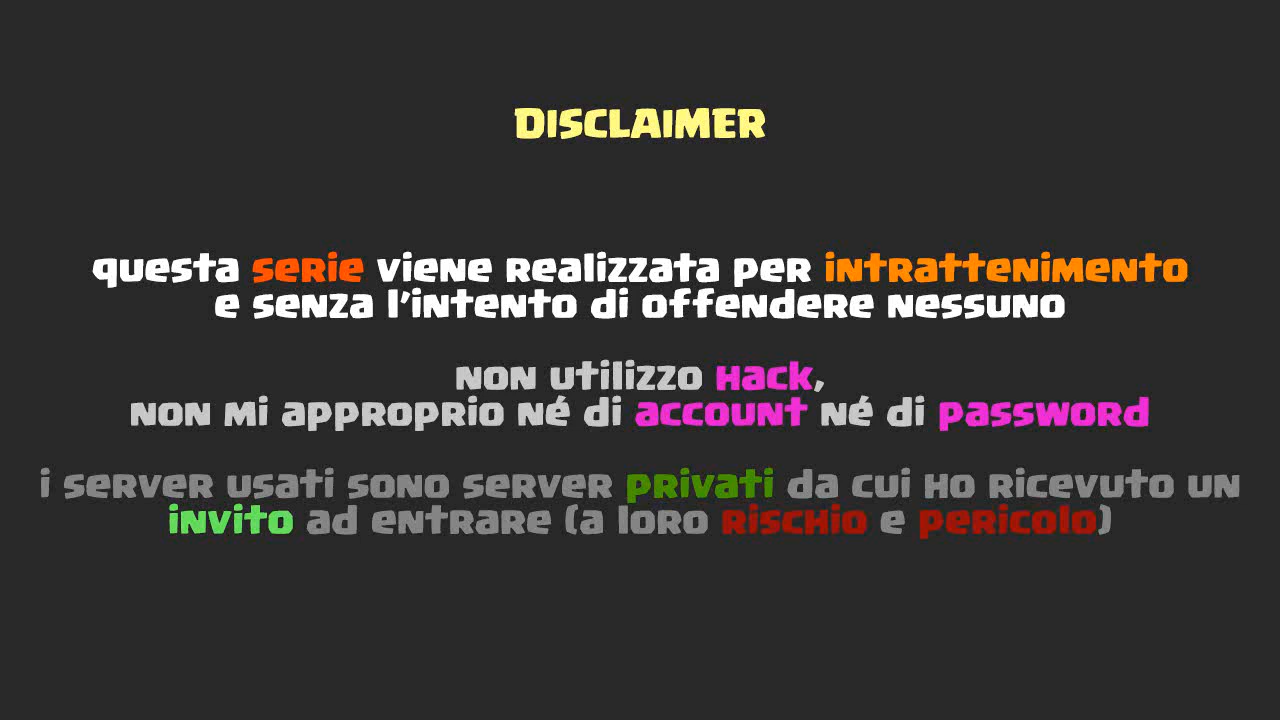 DISCLAIMER
questa serie viene realizzata per intrattenimento
e senza l'intento di offendere nessuno
non utilizzo hack,
non mi approprio né di account né di password
i server usati sono server privati da cui ho ricevuto un
invito ad entrare (a loro rischio e pericolo)